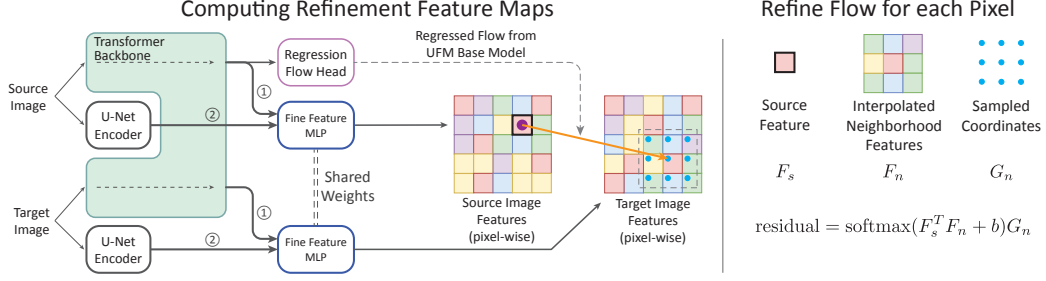 Computing Refinement Feature Maps
Transformer
Backbone
Source
Image
U-Net
Encoder
②
①
Regression
Flow Head
Fine Feature
MLP
Regressed Flow from
UFM Base Model
Shared
Weights
Target
Image
U-Net
Encoder
②
①
Fine Feature
MLP
Source Image
Features
(pixel-wise)
Target Image
Features
(pixel-wise)
Refine Flow for each Pixel
Source
Feature
Interpolated
Neighborhood
Features
Sampled
Coordinates
F_s
F_n
G_n
residual = softmax(F_s^T F_n + b)G_n